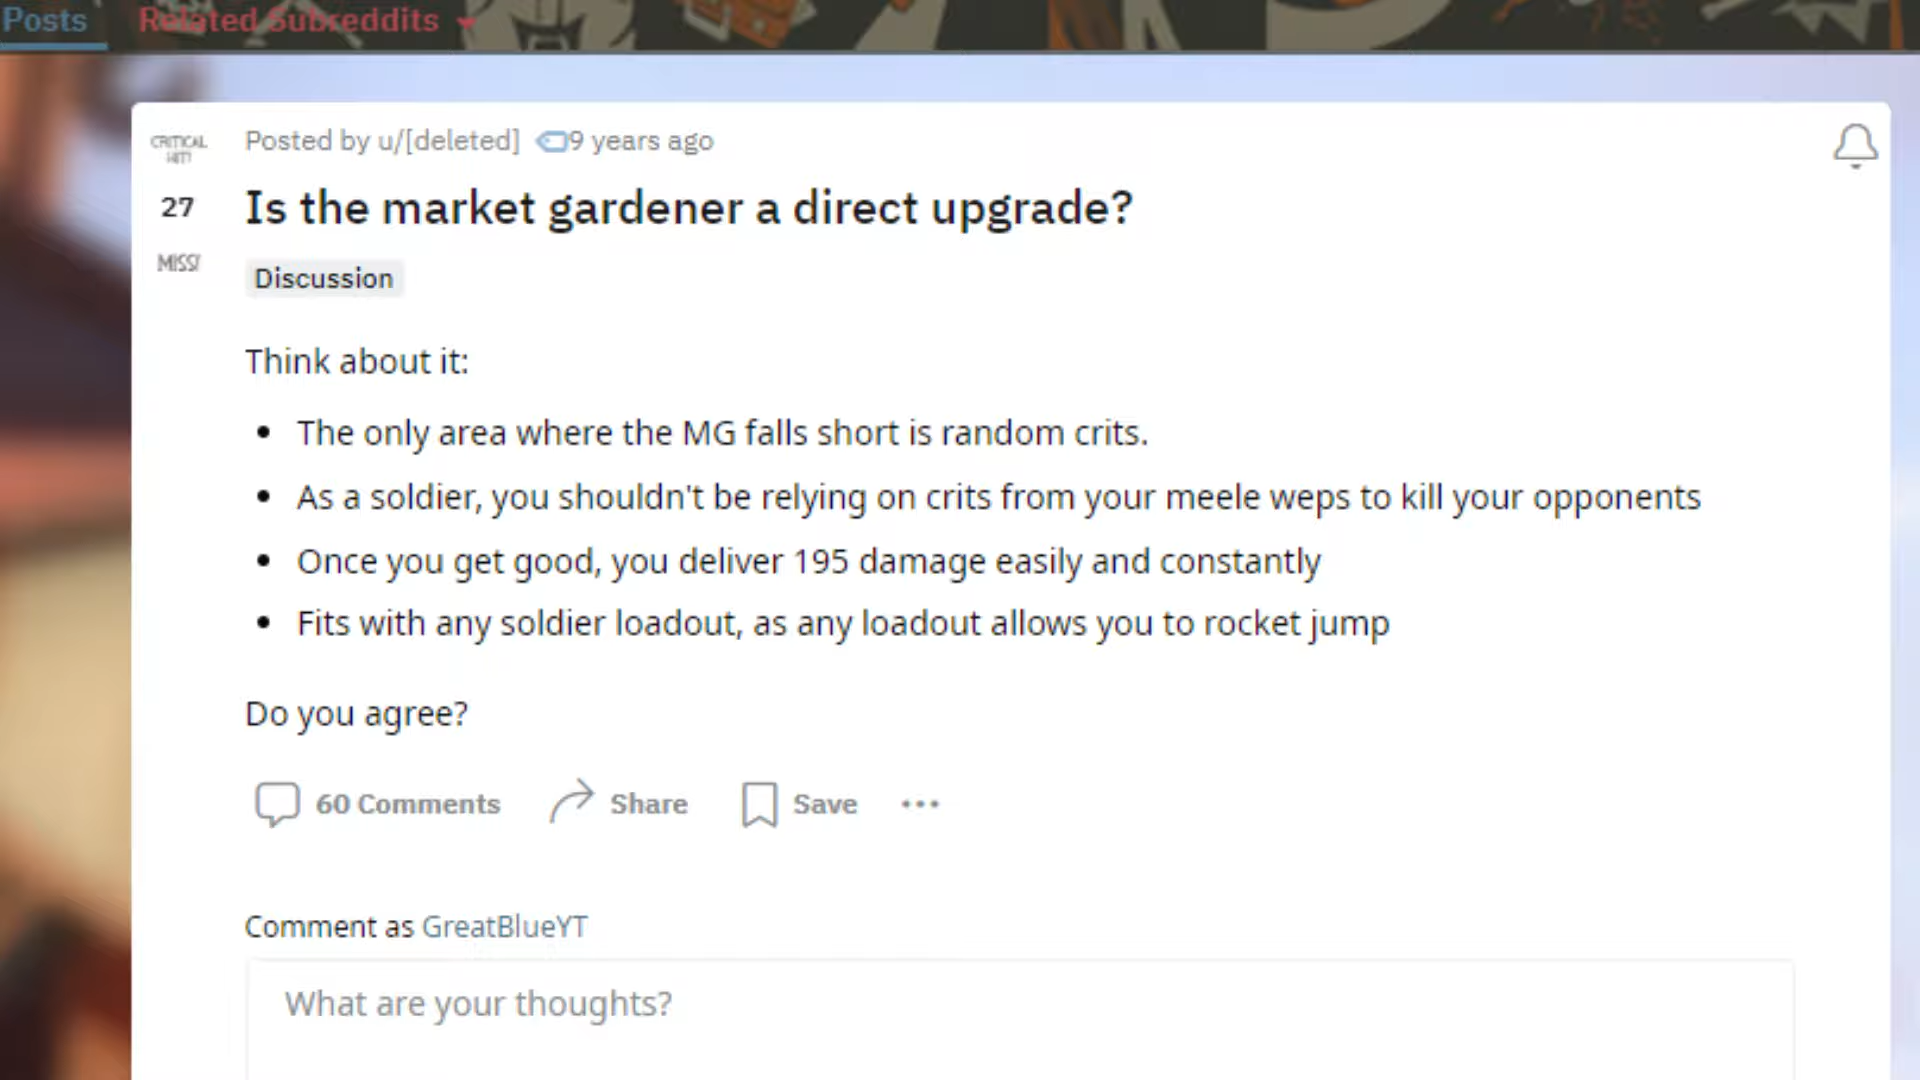 Posts
Related Subreddits
CRITICAL
HIT!
Posted by u/[deleted] 9 years ago
27
Is the market gardener a direct upgrade?
MISS!
Discussion
Think about it:
The only area where the MG falls short is random crits.
As a soldier, you shouldn't be relying on crits from your meele weps to kill your opponents
Once you get good, you deliver 195 damage easily and constantly
Fits with any soldier loadout, as any loadout allows you to rocket jump
Do you agree?
60 Comments Share Save
Comment as GreatBlueYT
What are your thoughts?